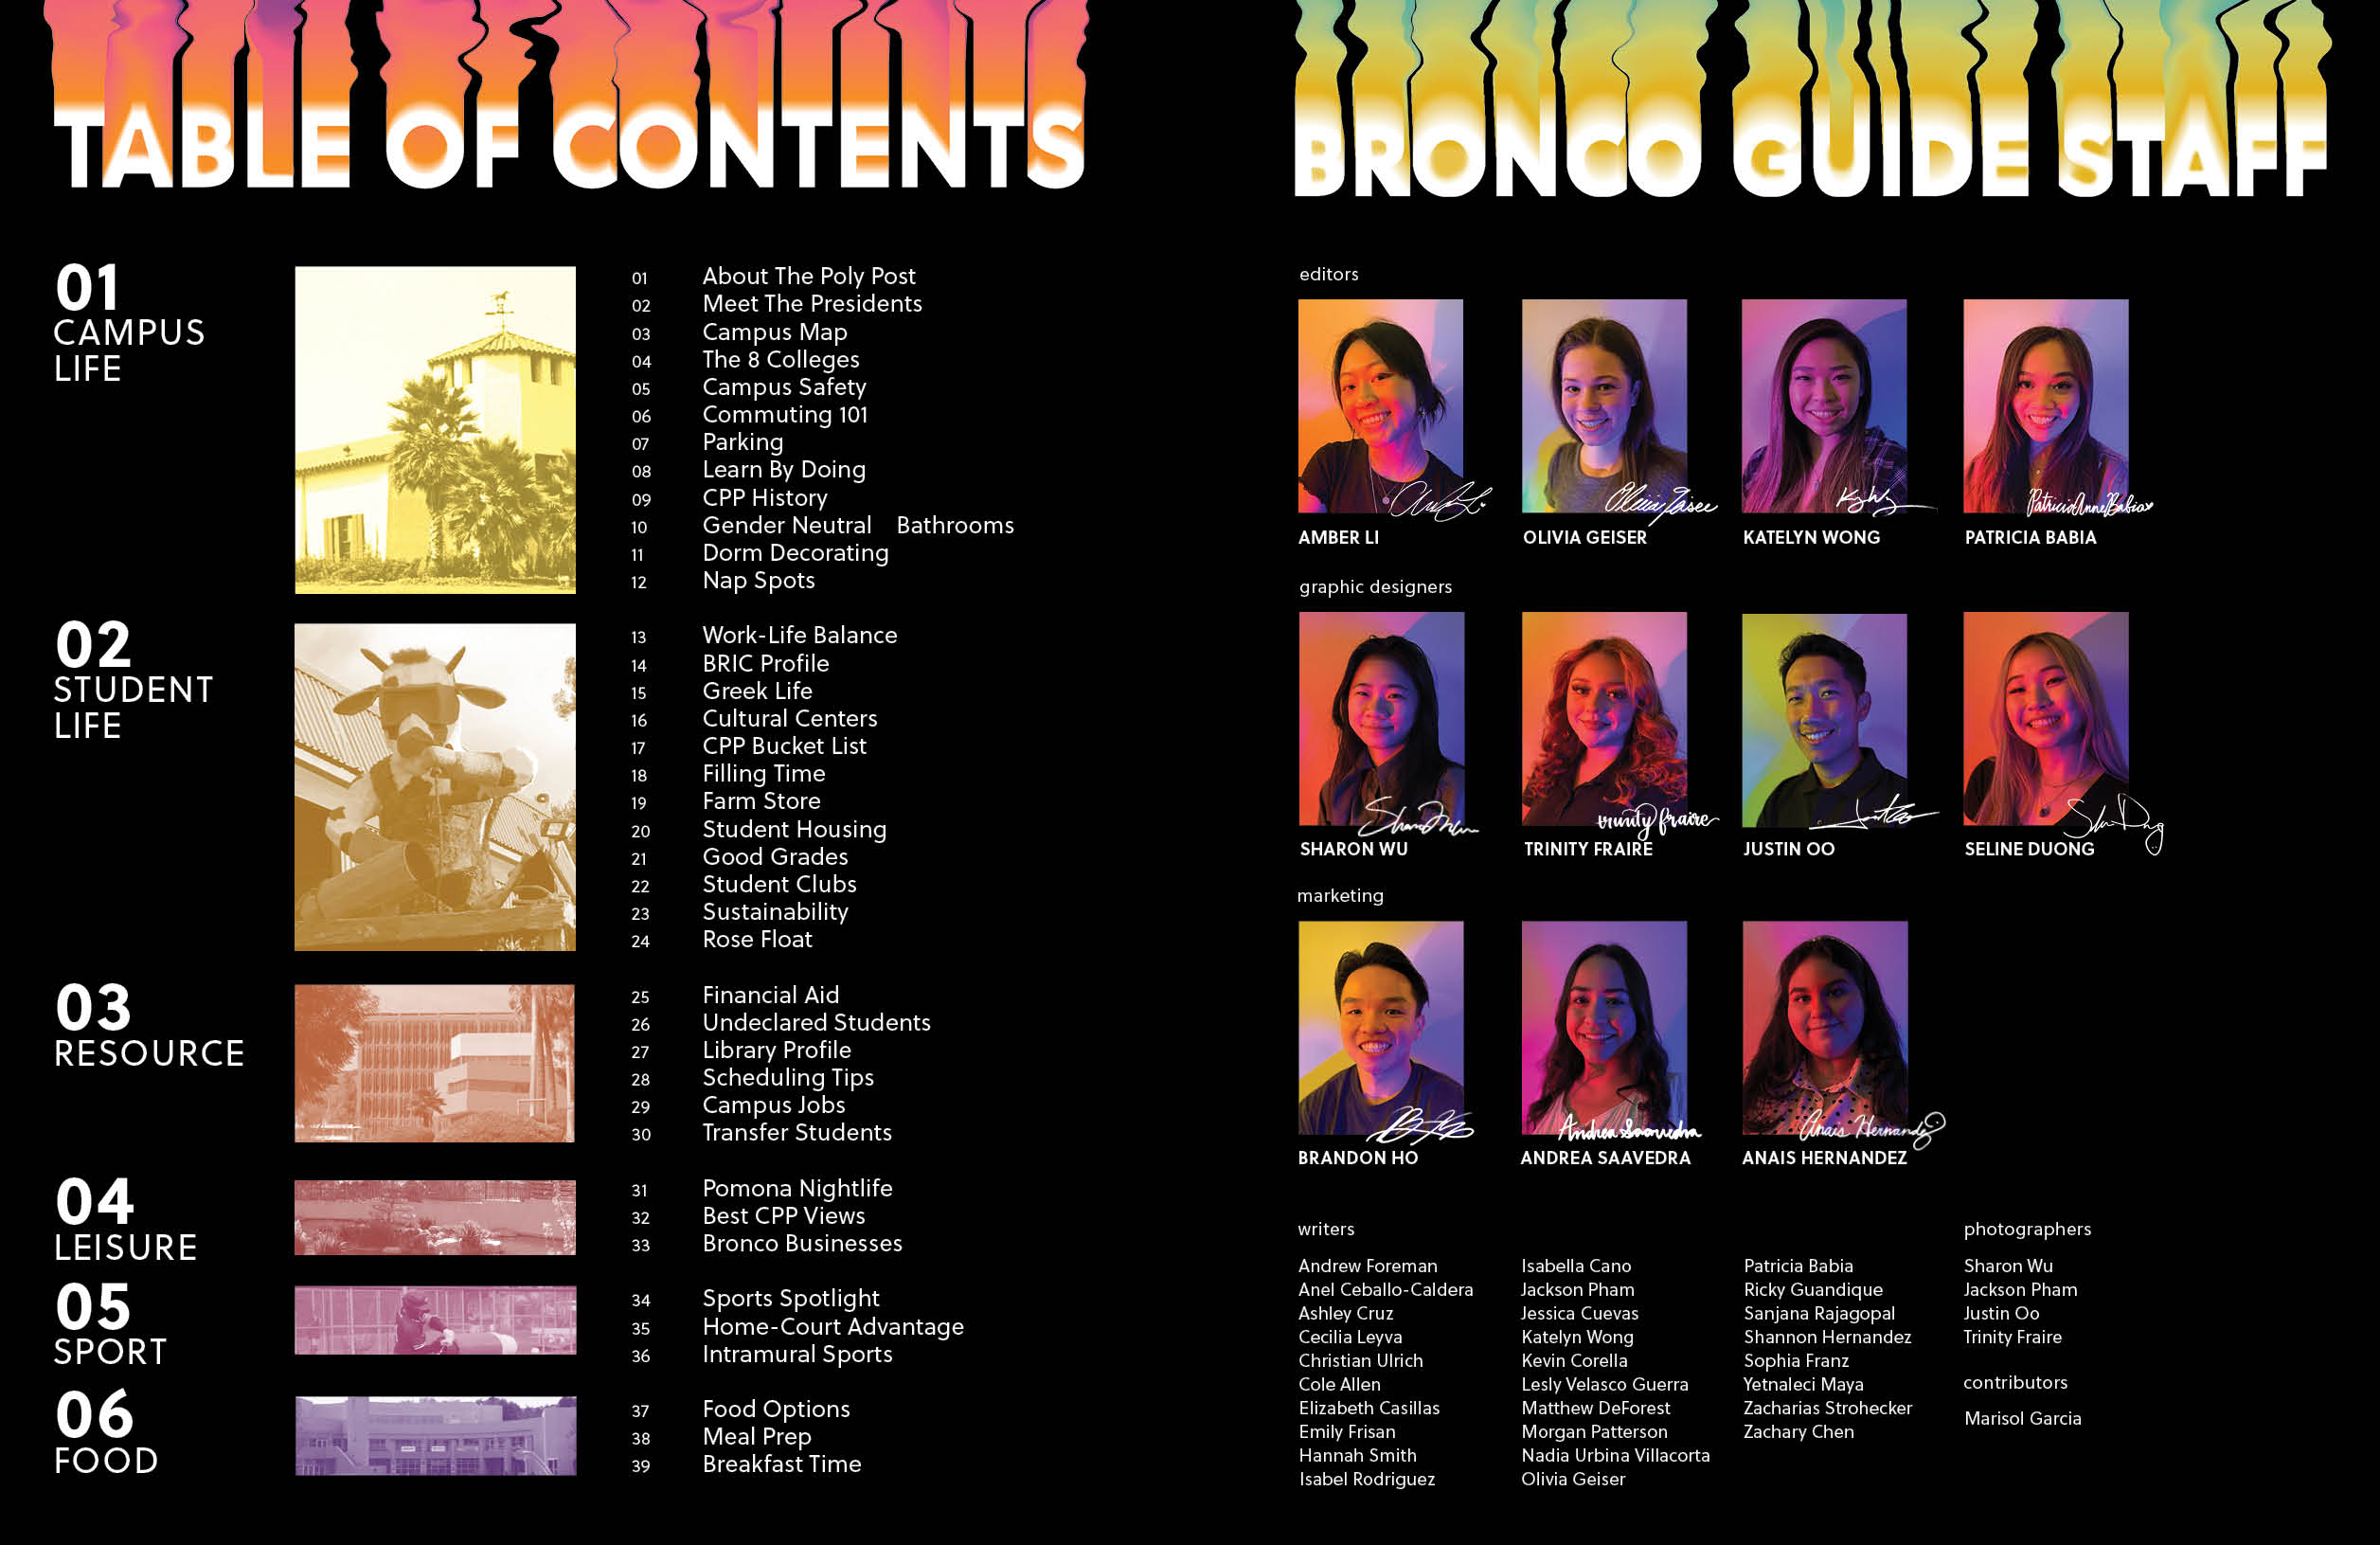 TABLE OF CONTENTS
01
CAMPUS
LIFE
01 About The Poly Post
02 Meet The Presidents
03 Campus Map
04 The 8 Colleges
05 Campus Safety
06 Commuting 101
07 Parking
08 Learn By Doing
09 CPP History
10 Gender Neutral Bathrooms
11 Dorm Decorating
12 Nap Spots
02
STUDENT
LIFE
13 Work-Life Balance
14 BRIC Profile
15 Greek Life
16 Cultural Centers
17 CPP Bucket List
18 Filling Time
19 Farm Store
20 Student Housing
21 Good Grades
22 Student Clubs
23 Sustainability
24 Rose Float
03
RESOURCE
25 Financial Aid
26 Undeclared Students
27 Library Profile
28 Scheduling Tips
29 Campus Jobs
30 Transfer Students
04
LEISURE
31 Pomona Nightlife
32 Best CPP Views
33 Bronco Businesses
05
SPORT
34 Sports Spotlight
35 Home-Court Advantage
36 Intramural Sports
06
FOOD
37 Food Options
38 Meal Prep
39 Breakfast Time
BRONCO GUIDE STAFF
editors
Olivia Geiser
PatriciaAnneBabia
AMBER LI OLIVIA GEISER KATELYN WONG PATRICIA BABIA
graphic designers
trinity fraire
SHARON WU TRINITY FRAIRE JUSTIN OO SELINE DUONG
marketing
Andrea Saavedra Anais Hernandez
BRANDON HO ANDREA SAAVEDRA ANAIS HERNANDEZ
writers
Andrew Foreman
Anel Ceballo-Caldera
Ashley Cruz
Cecilia Leyva
Christian Ulrich
Cole Allen
Elizabeth Casillas
Emily Frisan
Hannah Smith
Isabel Rodriguez
Isabella Cano
Jackson Pham
Jessica Cuevas
Katelyn Wong
Kevin Corella
Lesly Velasco Guerra
Matthew DeForest
Morgan Patterson
Nadia Urbina Villacorta
Olivia Geiser
Patricia Babia
Ricky Guandique
Sanjana Rajagopal
Shannon Hernandez
Sophia Franz
Yetnaleci Maya
Zacharias Strohecker
Zachary Chen
photographers
Sharon Wu
Jackson Pham
Justin Oo
Trinity Fraire
contributors
Marisol Garcia